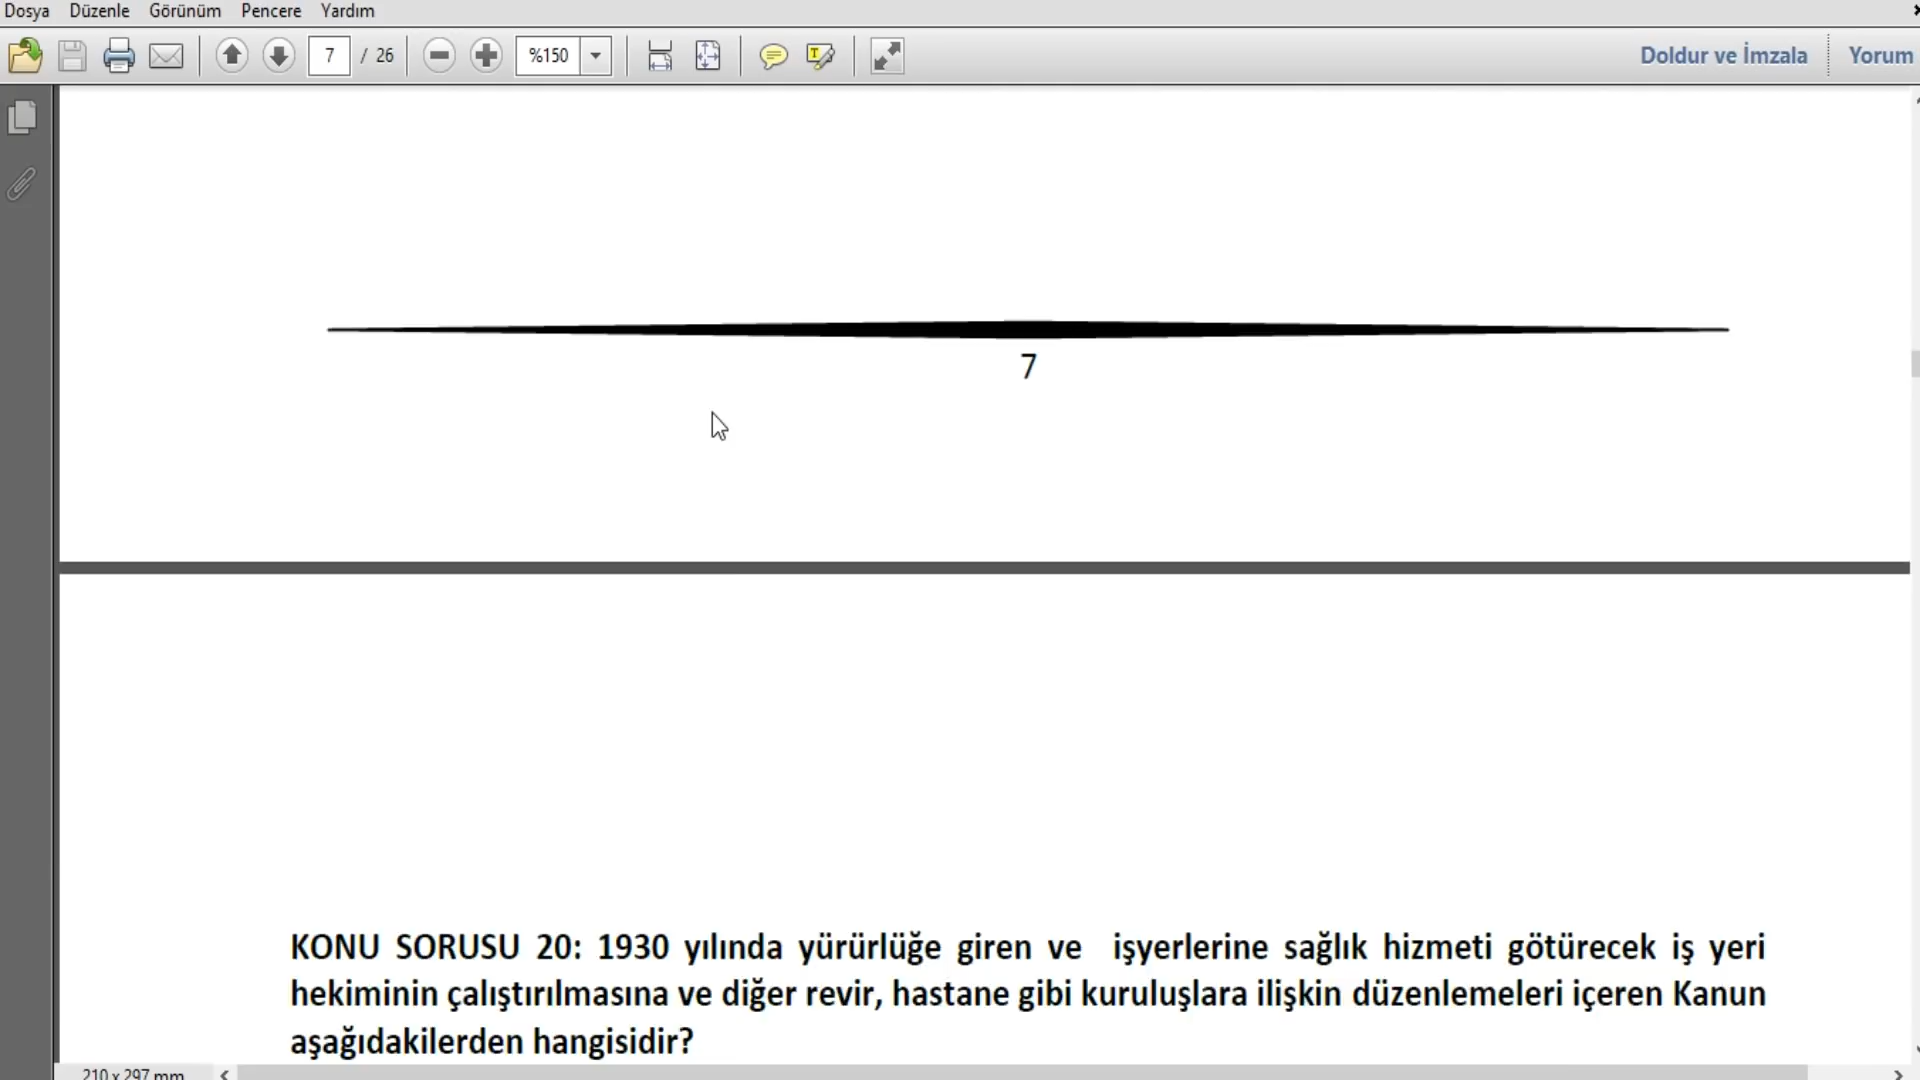 Dosya Düzenle Görünüm Pencere Yardım
7 / 26 %150 Doldur ve İmzala Yorum
7
KONU SORUSU 20: 1930 yılında yürürlüğe giren ve işyerlerine sağlık hizmeti götürecek iş yeri
hekiminin çalıştırılmasına ve diğer revir, hastane gibi kuruluşlara ilişkin düzenlemeleri içeren Kanun
aşağıdakilerden hangisidir?
210 x 297 mm